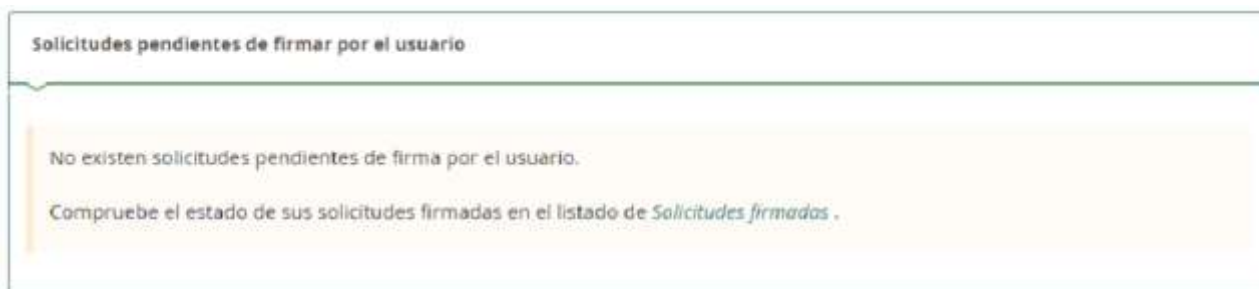 Solicitudes pendientes de firmar por el usuario
No existen solicitudes pendientes de firma por el usuario.
Compruebe el estado de sus solicitudes firmadas en el listado de Solicitudes firmadas .